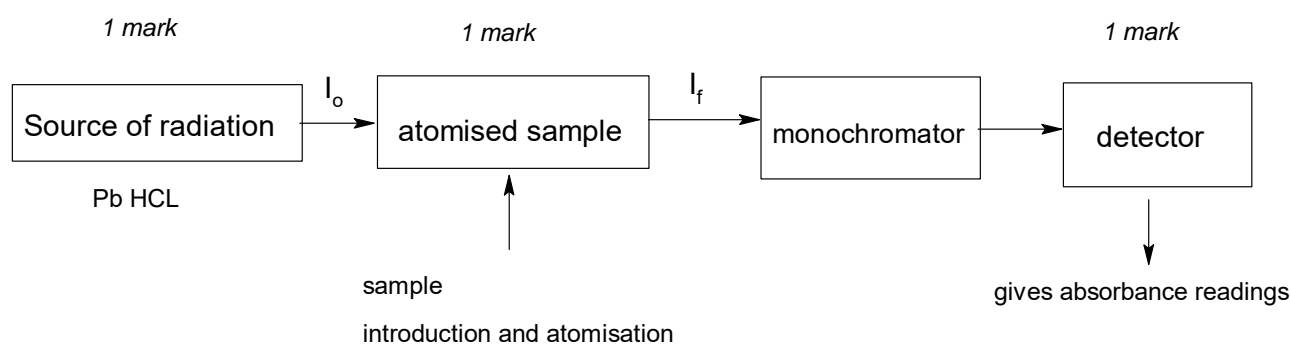 1 mark
1 mark
1 mark
Source of radiation
Iₒ
atomised sample
I_f
monochromator
detector
Pb HCL
sample
introduction and atomisation
gives absorbance readings